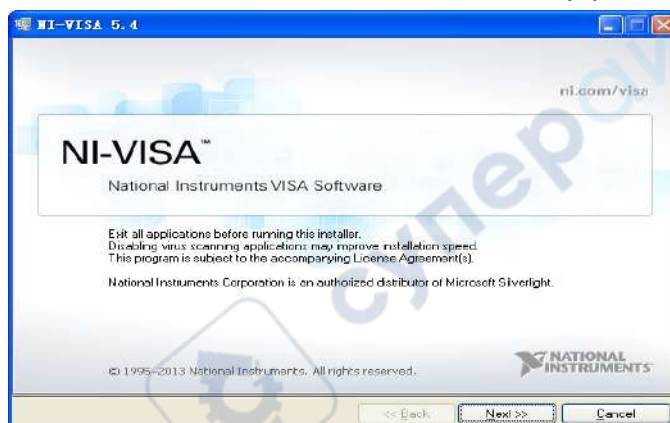 NI-VISA 5.4
ni.com/visa
NI-VISA™
National Instruments VISA Software
Exit all applications before running this installer.
Disabling virus scanning applications may improve installation speed.
This program is subject to the accompanying License Agreement(s).
National Instruments Corporation is an authorized distributor of Microsoft Silverlight.
© 1995–2013 National Instruments. All rights reserved.
NATIONAL
INSTRUMENTS
<< Back
Next >>
Cancel